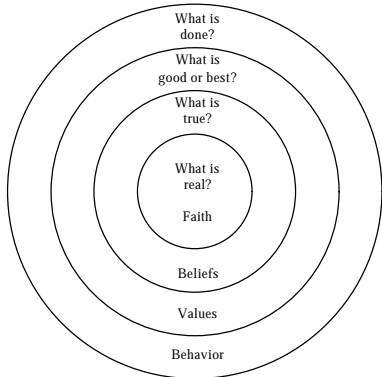 What is
done?
What is
good or best?
What is
true?
What is
real?
Faith
Beliefs
Values
Behavior